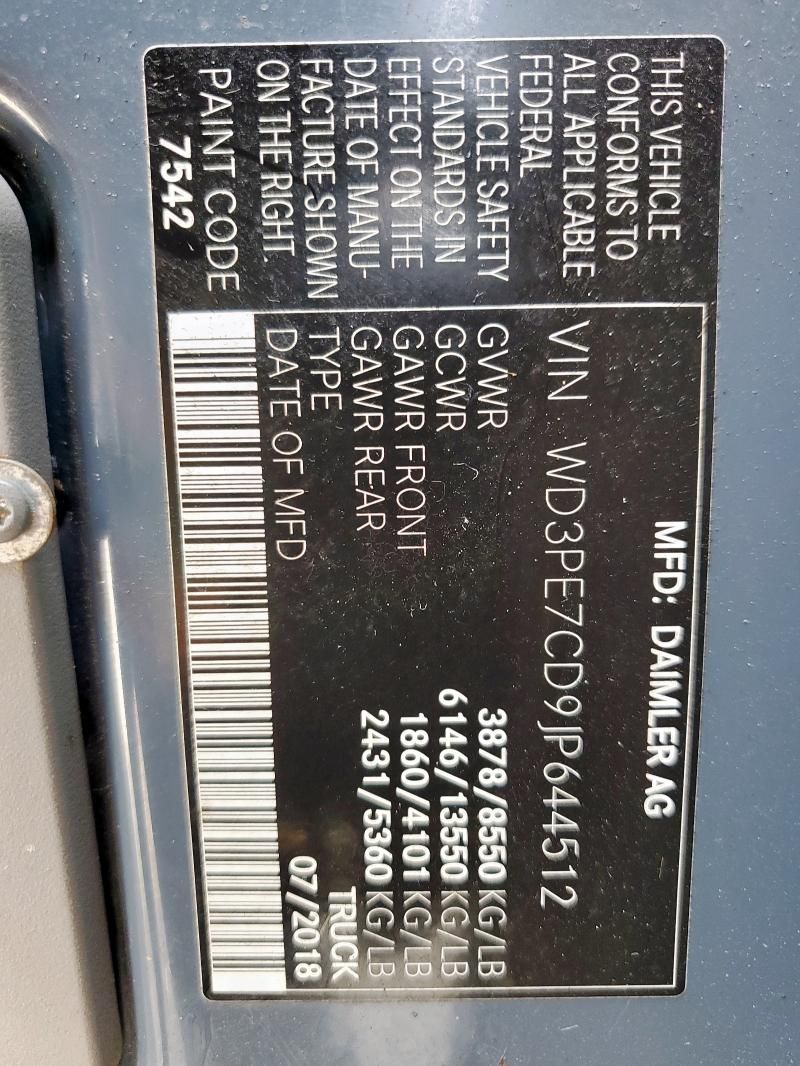 THIS VEHICLE
CONFORMS TO
ALL APPLICABLE
FEDERAL
VEHICLE SAFETY
STANDARDS IN
EFFECT ON THE
DATE OF MANU-
FACTURE SHOWN
ON THE RIGHT.
PAINT CODE
7542
MFD: DAIMLER AG
VIN WD3PE7CD9JP644512
GVWR 3878/8550 KG/LB
GCWR 6146/13550 KG/LB
GAWR FRONT 1860/4101 KG/LB
GAWR REAR 2431/5360 KG/LB
TYPE TRUCK
DATE OF MFD 07/2018